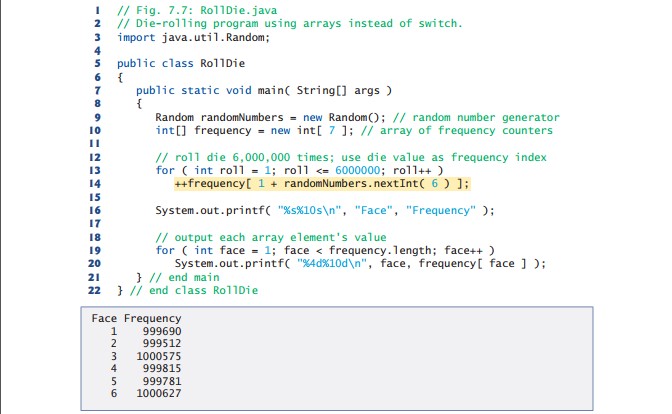 1 // Fig. 7.7: RollDie.java
2 // Die-rolling program using arrays instead of switch.
3 import java.util.Random;
4
5 public class RollDie
6 {
7 public static void main( String[] args )
8 {
9 Random randomNumbers = new Random(); // random number generator
10 int[] frequency = new int[ 7 ]; // array of frequency counters
11
12 // roll die 6,000,000 times; use die value as frequency index
13 for ( int roll = 1; roll <= 6000000; roll++ )
14 ++frequency[ 1 + randomNumbers.nextInt( 6 ) ];
15
16 System.out.printf( "%s%10s\n", "Face", "Frequency" );
17
18 // output each array element's value
19 for ( int face = 1; face < frequency.length; face++ )
20 System.out.printf( "%4d%10d\n", face, frequency[ face ] );
21 } // end main
22 } // end class RollDie
Face Frequency
1 999690
2 999512
3 1000575
4 999815
5 999781
6 1000627